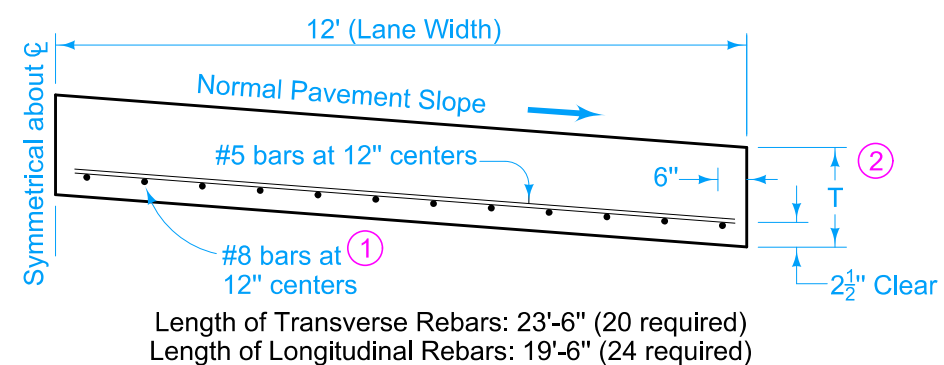 12' (Lane Width)
Symmetrical about ℄
Normal Pavement Slope
#5 bars at 12" centers
6"
2
T
#8 bars at 1
12" centers
2½" Clear
Length of Transverse Rebars: 23'-6" (20 required)
Length of Longitudinal Rebars: 19'-6" (24 required)